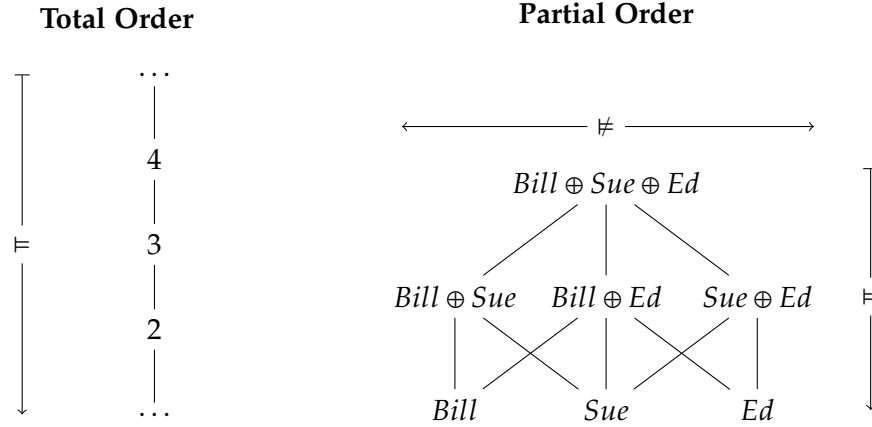 Total Order
Partial Order
…
⊭
4
Bill ⊕ Sue ⊕ Ed
⊨
3
Bill ⊕ Sue Bill ⊕ Ed Sue ⊕ Ed
⊨
2
…
Bill Sue Ed